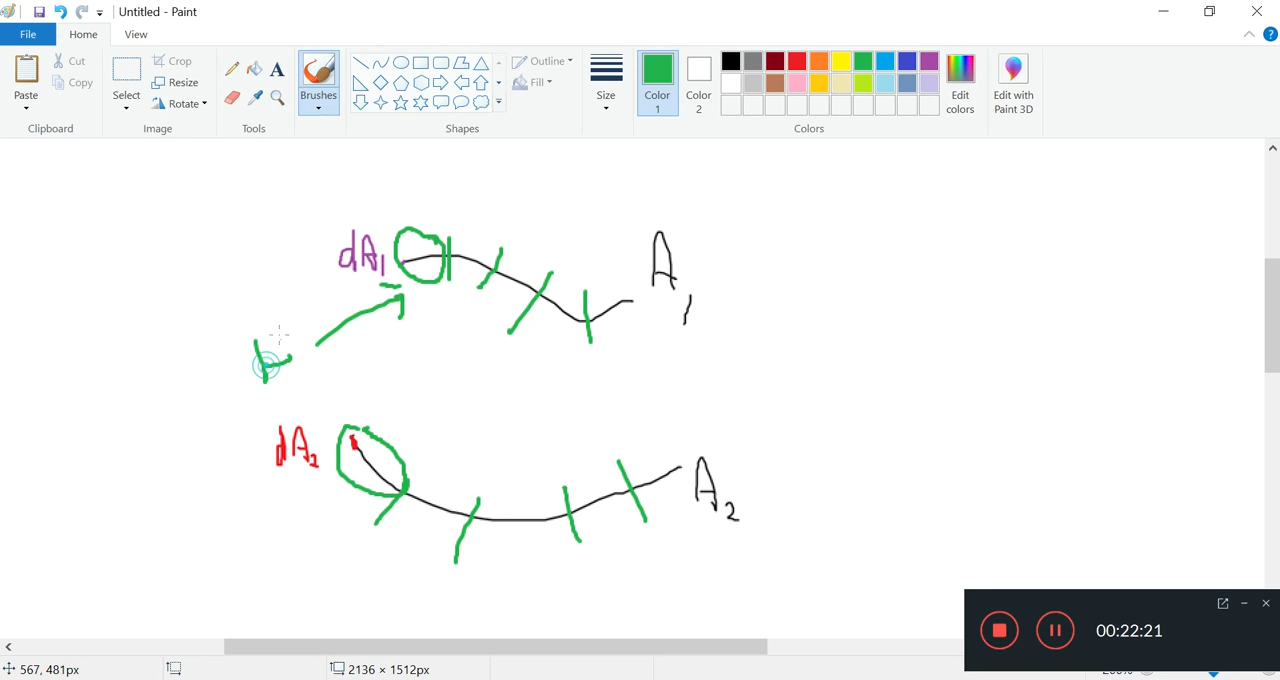 Untitled - Paint
File Home View
Paste
Cut
Copy
Clipboard
Select
Crop
Resize
Rotate
Image
Tools
Brushes
Outline
Fill
Shapes
Size
Color 1
Color 2
Colors
Edit colors
Edit with Paint 3D
dA1
A1
dA2
A2
00:22:21
567, 481px
2136 × 1512px